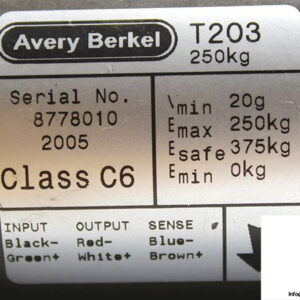 Avery Berkel
T203
250kg
Serial No.
8778010
2005
Class C6
Vmin 20g
Emax 250kg
Esafe 375kg
Emin 0kg
INPUT OUTPUT SENSE
Black- Red- Blue-
Green+ White+ Brown+